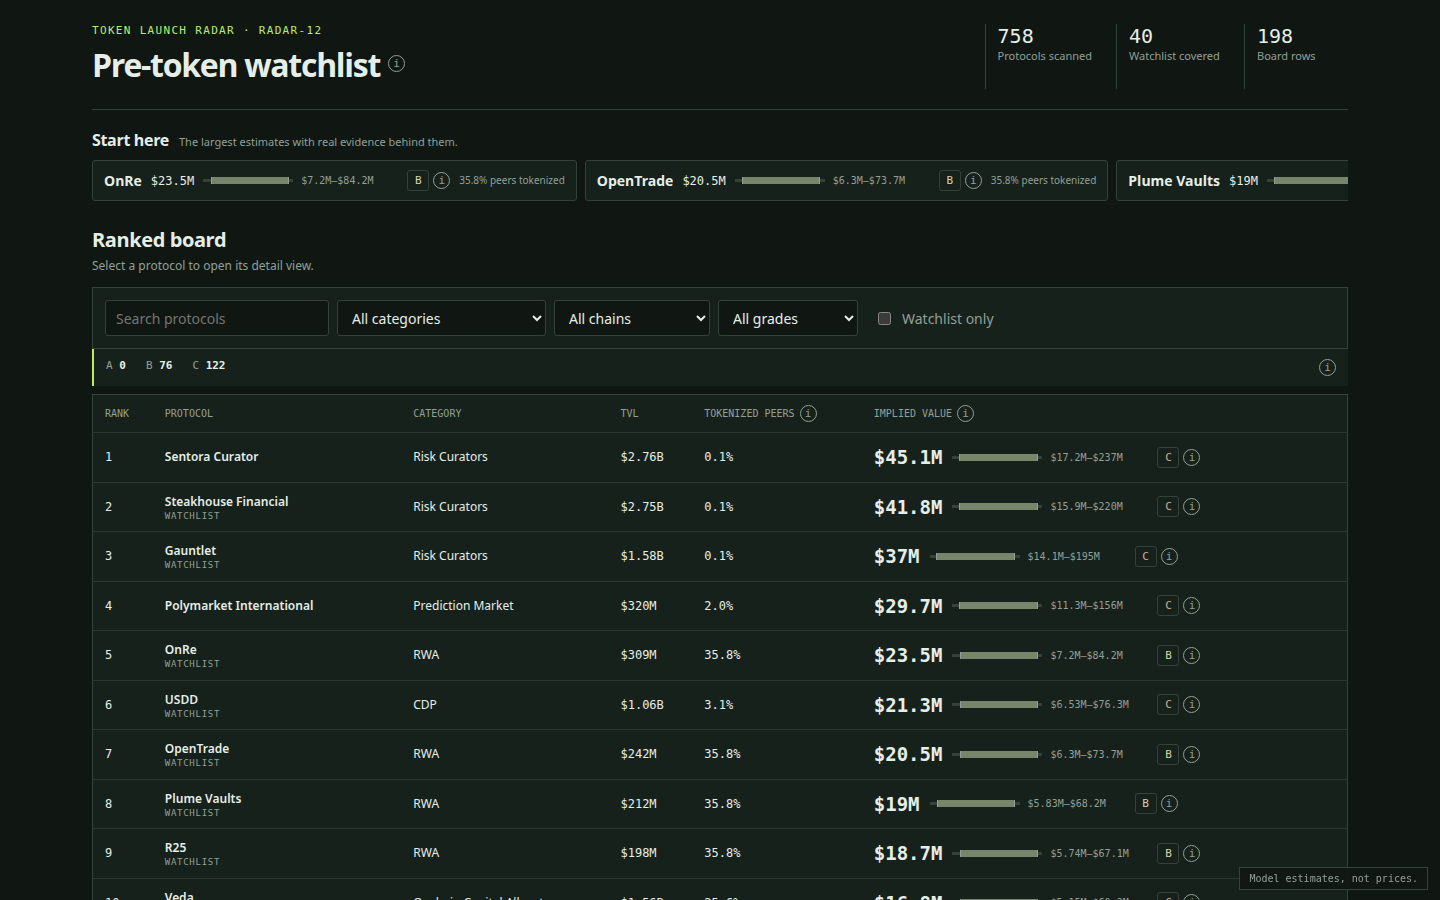 TOKEN LAUNCH RADAR · RADAR-12
Pre-token watchlist i
758 40 198
Protocols scanned Watchlist covered Board rows
Start here The largest estimates with real evidence behind them.
OnRe $23.5M $7.2M–$84.2M B i 35.8% peers tokenized OpenTrade $20.5M $6.3M–$73.7M B i 35.8% peers tokenized Plume Vaults $19M
Ranked board
Select a protocol to open its detail view.
Search protocols All categories All chains All grades Watchlist only
A 0 B 76 C 122 i
RANK PROTOCOL CATEGORY TVL TOKENIZED PEERS i IMPLIED VALUE i
1 Sentora Curator Risk Curators $2.76B 0.1% $45.1M $17.2M–$237M C i
2 Steakhouse Financial Risk Curators $2.75B 0.1% $41.8M $15.9M–$220M C i
WATCHLIST
3 Gauntlet Risk Curators $1.58B 0.1% $37M $14.1M–$195M C i
WATCHLIST
4 Polymarket International Prediction Market $320M 2.0% $29.7M $11.3M–$156M C i
5 OnRe RWA $309M 35.8% $23.5M $7.2M–$84.2M B i
WATCHLIST
6 USDD CDP $1.06B 3.1% $21.3M $6.53M–$76.3M C i
WATCHLIST
7 OpenTrade RWA $242M 35.8% $20.5M $6.3M–$73.7M B i
WATCHLIST
8 Plume Vaults RWA $212M 35.8% $19M $5.83M–$68.2M B i
WATCHLIST
9 R25 RWA $198M 35.8% $18.7M $5.74M–$67.1M B i
WATCHLIST
Veda
Model estimates, not prices.